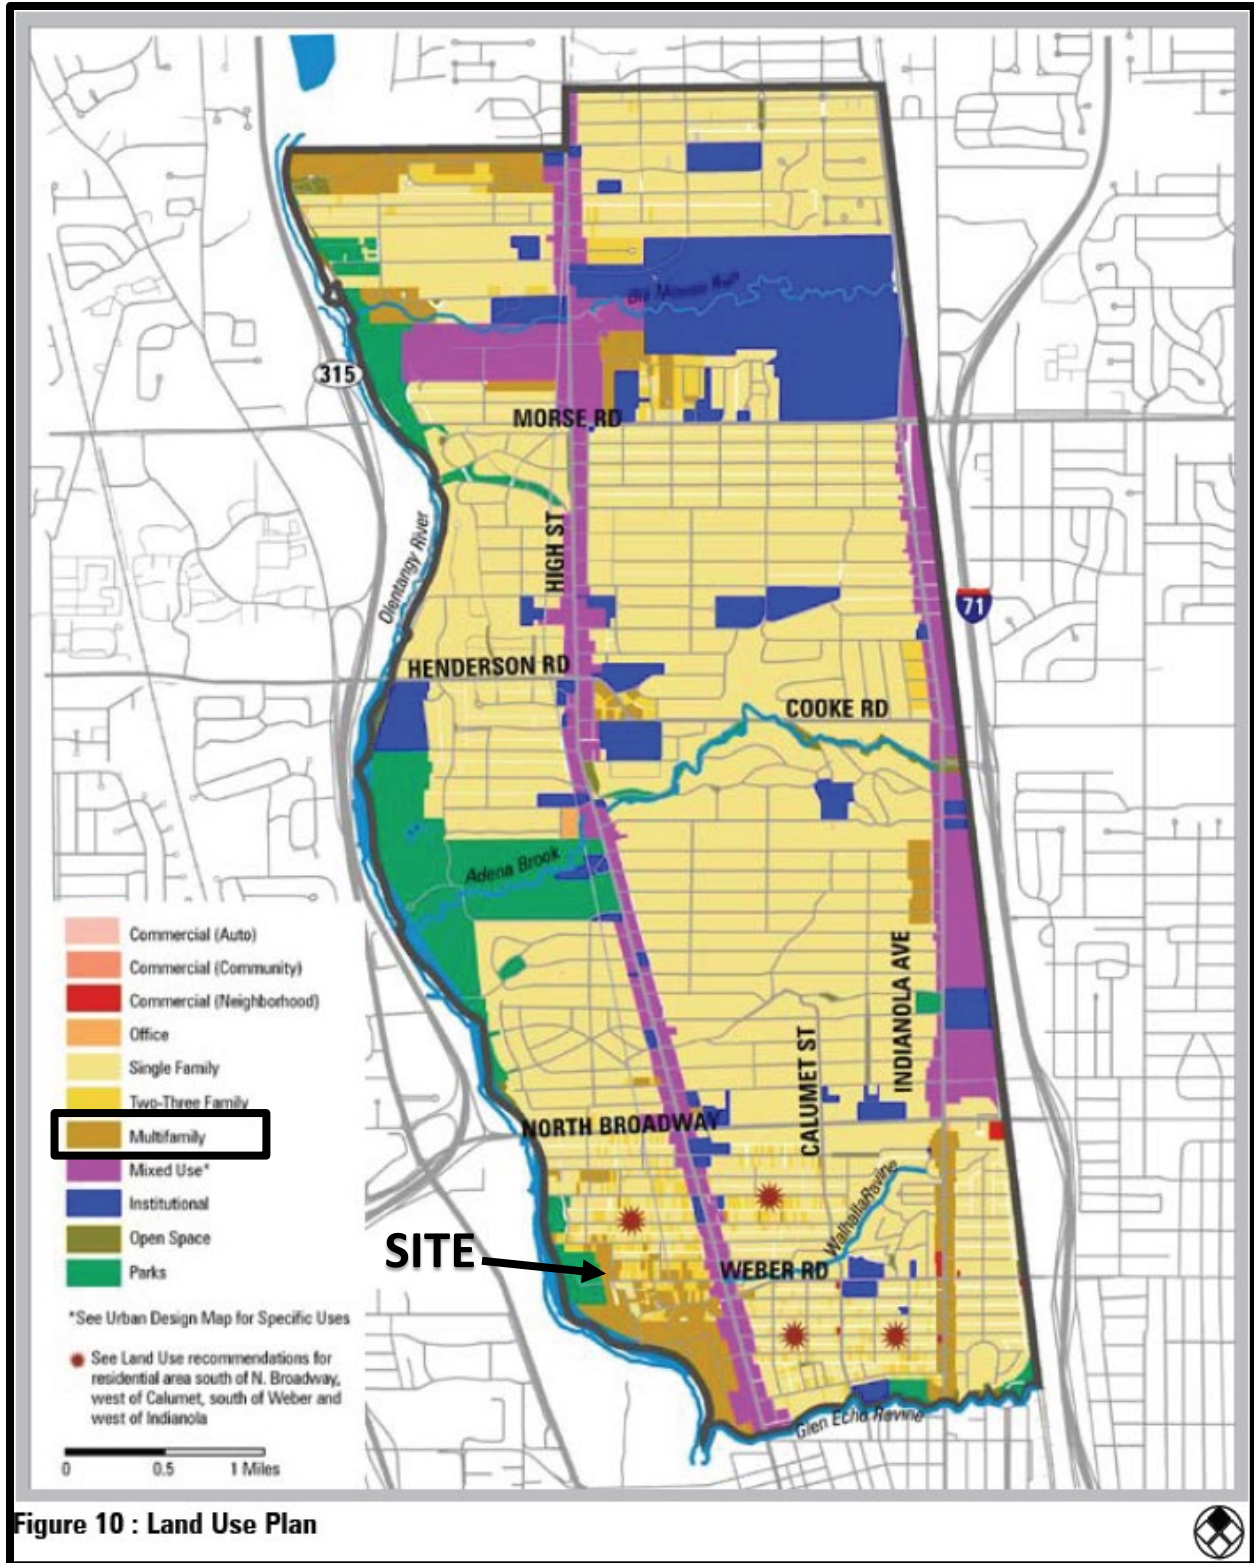 315
MORSE RD
HIGH ST
Olentangy River
71
HENDERSON RD
COOKE RD
Adena Brook
INDIANOLA AVE
CALUMET ST
NORTH BROADWAY
Walhalla Ravine
SITE
WEBER RD
Glen Echo Ravine
Commercial (Auto)
Commercial (Community)
Commercial (Neighborhood)
Office
Single Family
Two-Three Family
Multifamily
Mixed Use*
Institutional
Open Space
Parks
*See Urban Design Map for Specific Uses
See Land Use recommendations for
residential area south of N. Broadway,
west of Calumet, south of Weber and
west of Indianola
0 0.5 1 Miles
Figure 10 : Land Use Plan